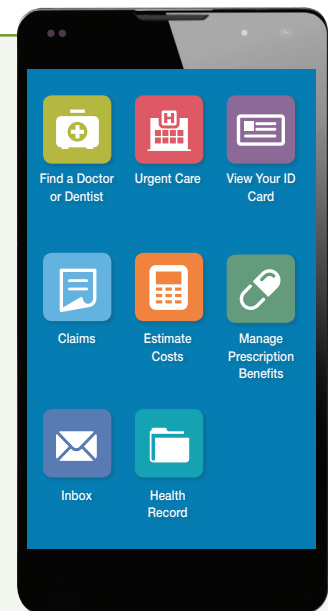 H
Find a Doctor
or Dentist
Urgent Care
View Your ID
Card
Claims
Estimate
Costs
Manage
Prescription
Benefits
Inbox
Health
Record